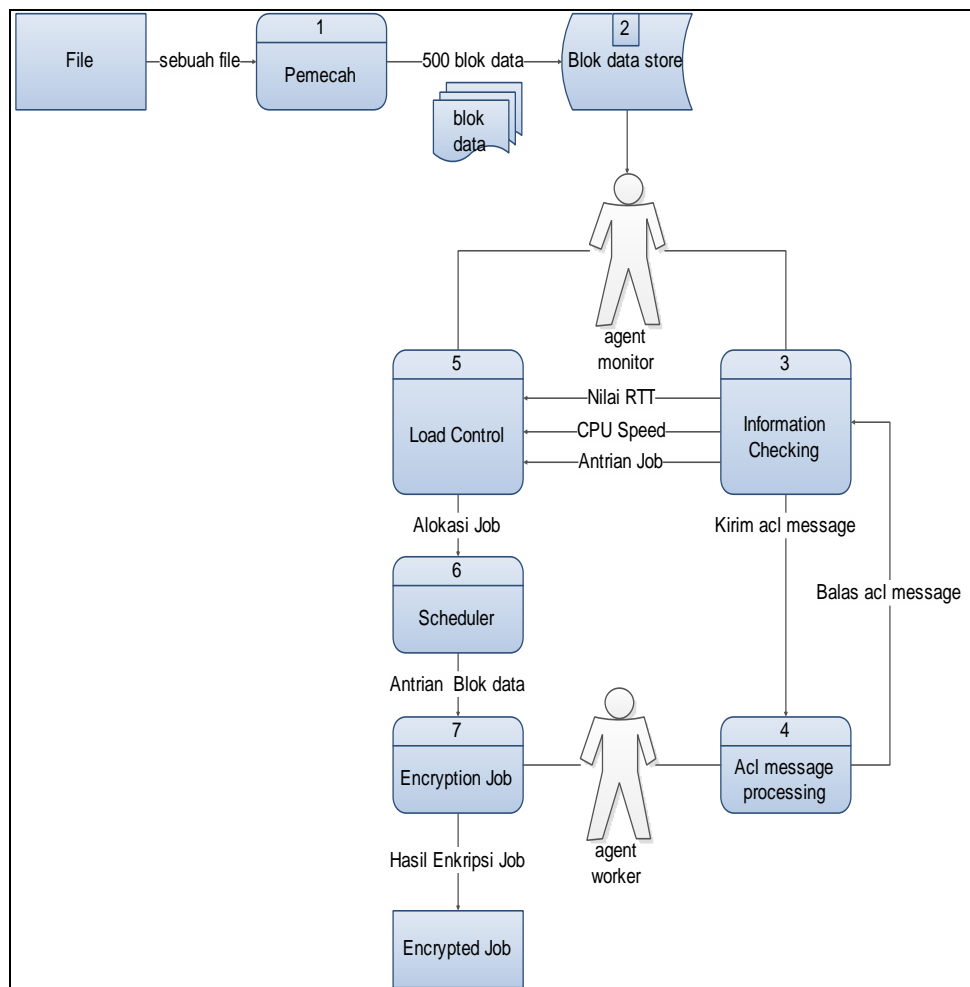 File
sebuah file
1
Pemecah
500 blok data
2
Blok data store
blok
data
agent
monitor
5
Load Control
Nilai RTT
CPU Speed
Antrian Job
3
Information
Checking
Alokasi Job
Kirim acl message
Balas acl message
6
Scheduler
Antrian Blok data
7
Encryption Job
agent
worker
4
Acl message
processing
Hasil Enkripsi Job
Encrypted Job